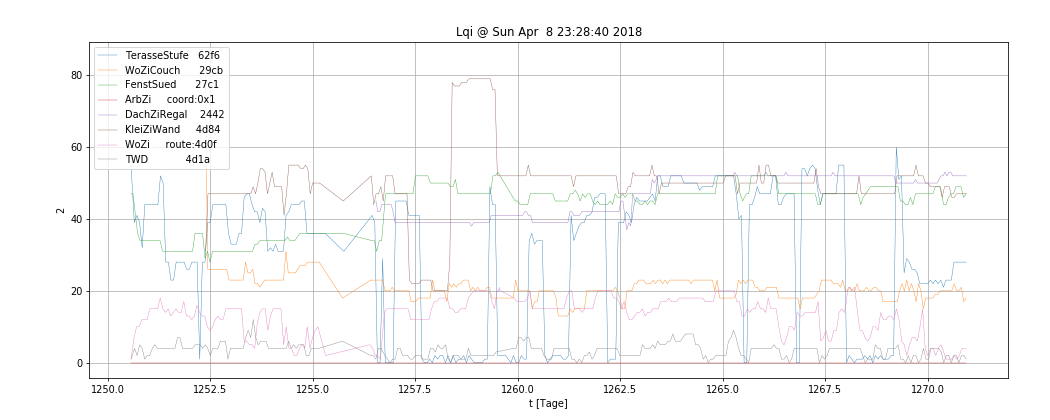 Lqi @ Sun Apr  8 23:28:40 2018
TerasseStufe 62f6
WoZiCouch 29cb
FenstSued 27c1
ArbZi coord:0x1
DachZiRegal 2442
KleiZiWand 4d84
WoZi route:4d0f
TWD 4d1a
80
60
40
20
0
2
1250.0 1252.5 1255.0 1257.5 1260.0 1262.5 1265.0 1267.5 1270.0
t [Tage]